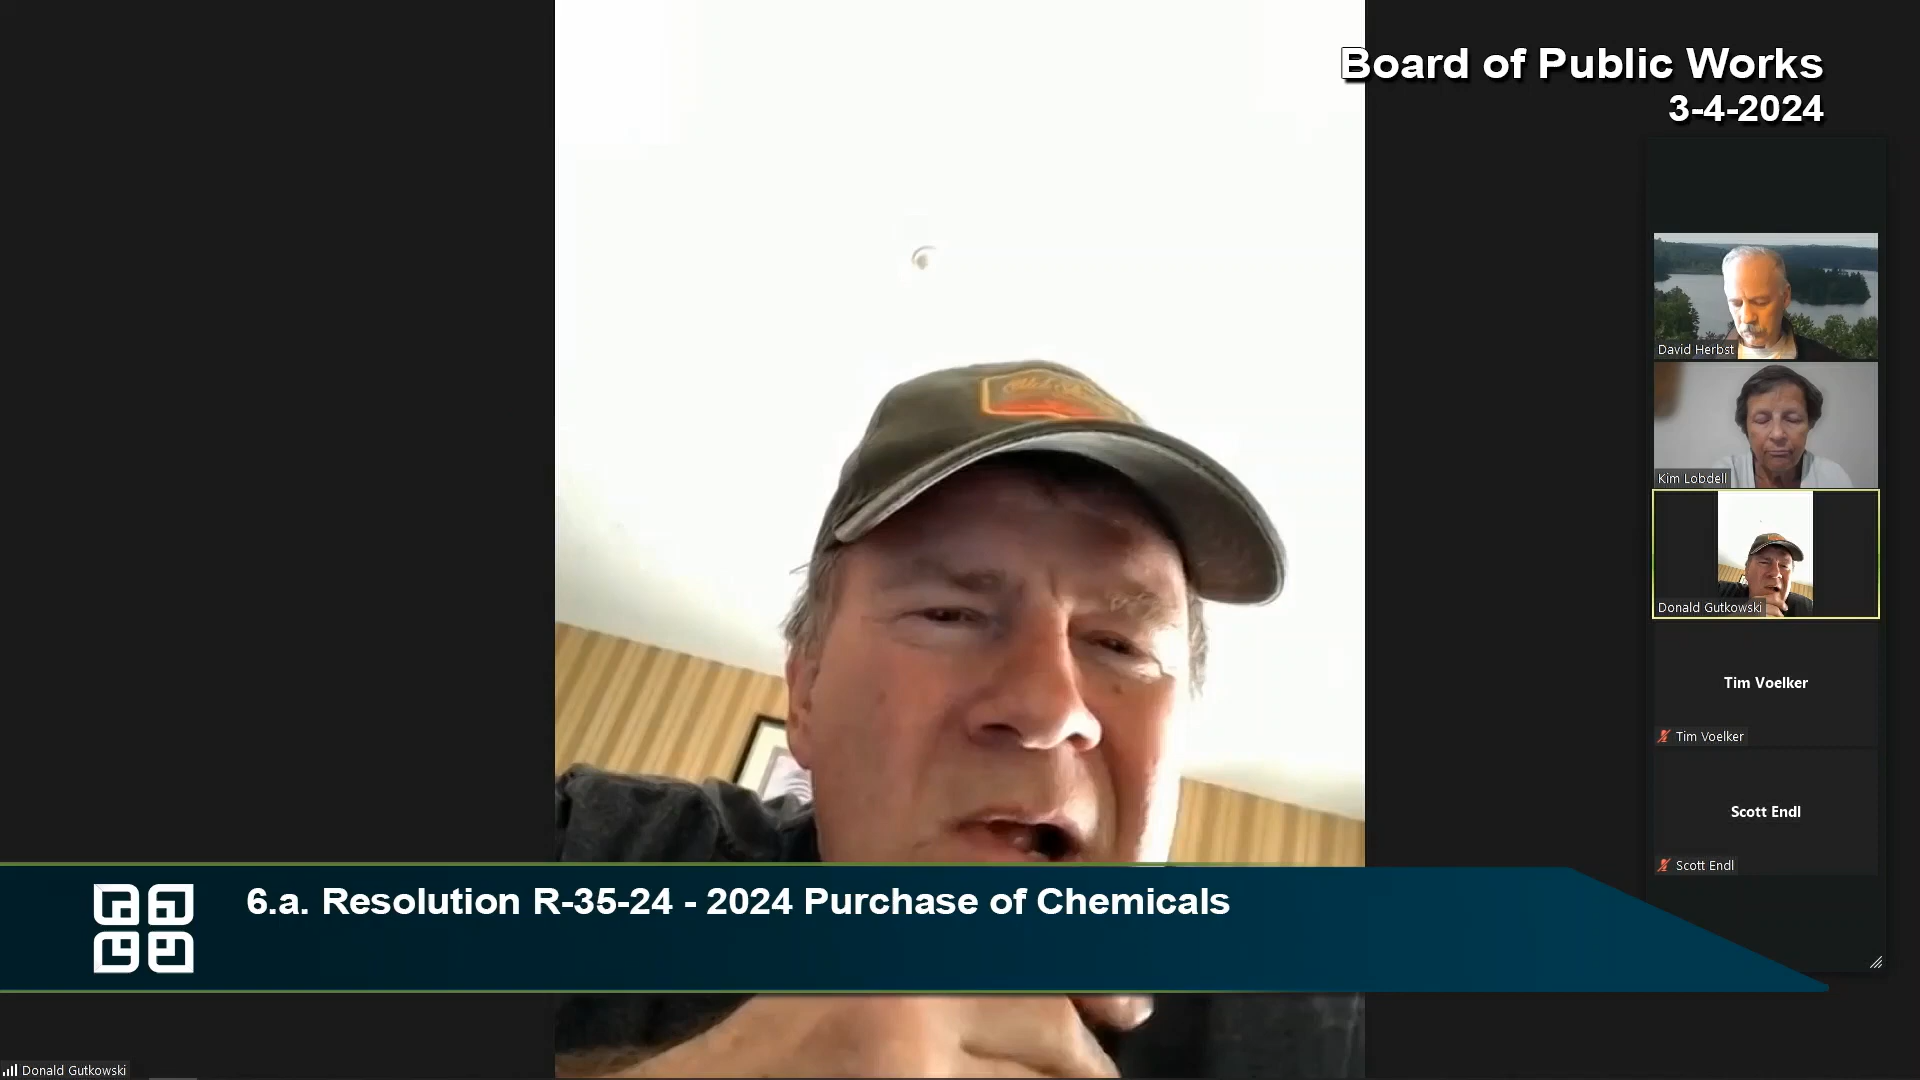 Board of Public Works
3-4-2024
David Herbst
Kim Lobdell
Donald Gutkowski
Tim Voelker
Tim Voelker
Scott Endl
Scott Endl
6.a. Resolution R-35-24 - 2024 Purchase of Chemicals
Donald Gutkowski